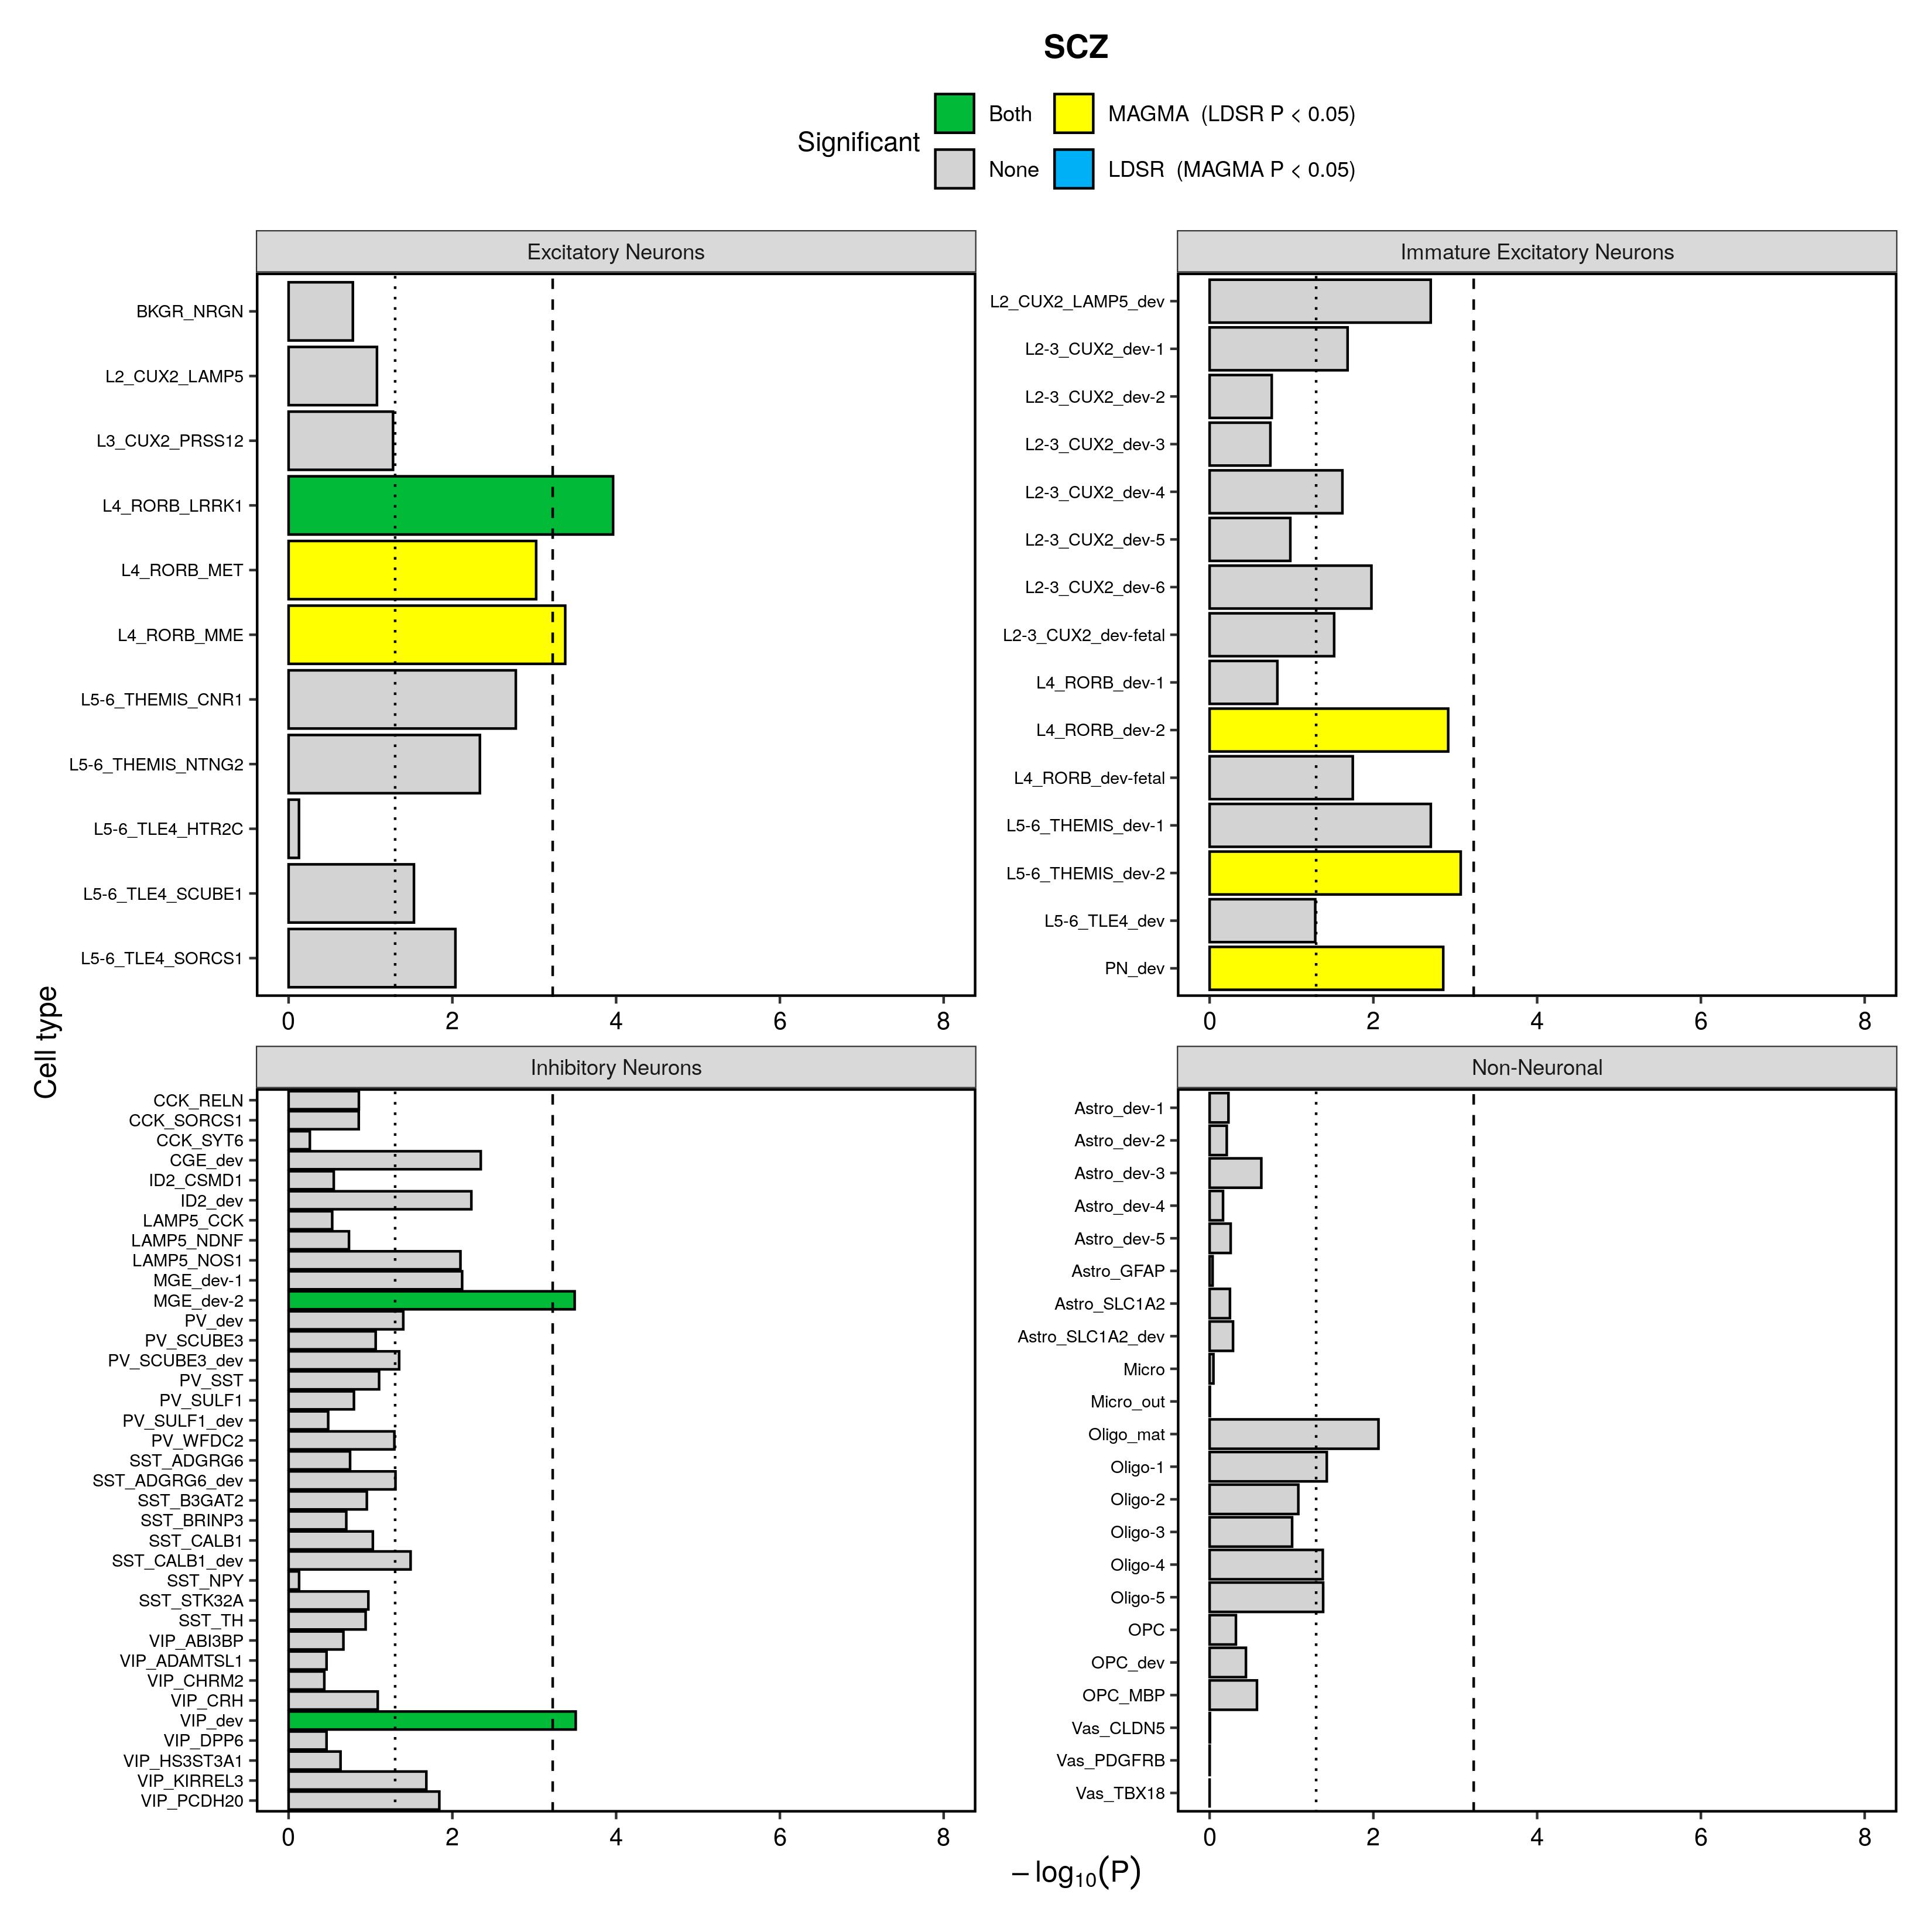 SCZ
Significant
Both
MAGMA (LDSR P < 0.05)
None
LDSR (MAGMA P < 0.05)
Cell type
Excitatory Neurons
BKGR_NRGN
L2_CUX2_LAMP5
L3_CUX2_PRSS12
L4_RORB_LRRK1
L4_RORB_MET
L4_RORB_MME
L5-6_THEMIS_CNR1
L5-6_THEMIS_NTNG2
L5-6_TLE4_HTR2C
L5-6_TLE4_SCUBE1
L5-6_TLE4_SORCS1
0 2 4 6 8
Immature Excitatory Neurons
L2_CUX2_LAMP5_dev
L2-3_CUX2_dev-1
L2-3_CUX2_dev-2
L2-3_CUX2_dev-3
L2-3_CUX2_dev-4
L2-3_CUX2_dev-5
L2-3_CUX2_dev-6
L2-3_CUX2_dev-fetal
L4_RORB_dev-1
L4_RORB_dev-2
L4_RORB_dev-fetal
L5-6_THEMIS_dev-1
L5-6_THEMIS_dev-2
L5-6_TLE4_dev
PN_dev
0 2 4 6 8
Inhibitory Neurons
CCK_RELN
CCK_SORCS1
CCK_SYT6
CGE_dev
ID2_CSMD1
ID2_dev
LAMP5_CCK
LAMP5_NDNF
LAMP5_NOS1
MGE_dev-1
MGE_dev-2
PV_dev
PV_SCUBE3
PV_SCUBE3_dev
PV_SST
PV_SULF1
PV_SULF1_dev
PV_WFDC2
SST_ADGRG6
SST_ADGRG6_dev
SST_B3GAT2
SST_BRINP3
SST_CALB1
SST_CALB1_dev
SST_NPY
SST_STK32A
SST_TH
VIP_ABI3BP
VIP_ADAMTSL1
VIP_CHRM2
VIP_CRH
VIP_dev
VIP_DPP6
VIP_HS3ST3A1
VIP_KIRREL3
VIP_PCDH20
0 2 4 6 8
Non-Neuronal
Astro_dev-1
Astro_dev-2
Astro_dev-3
Astro_dev-4
Astro_dev-5
Astro_GFAP
Astro_SLC1A2
Astro_SLC1A2_dev
Micro
Micro_out
Oligo_mat
Oligo-1
Oligo-2
Oligo-3
Oligo-4
Oligo-5
OPC
OPC_dev
OPC_MBP
Vas_CLDN5
Vas_PDGFRB
Vas_TBX18
0 2 4 6 8
−log₁₀(P)